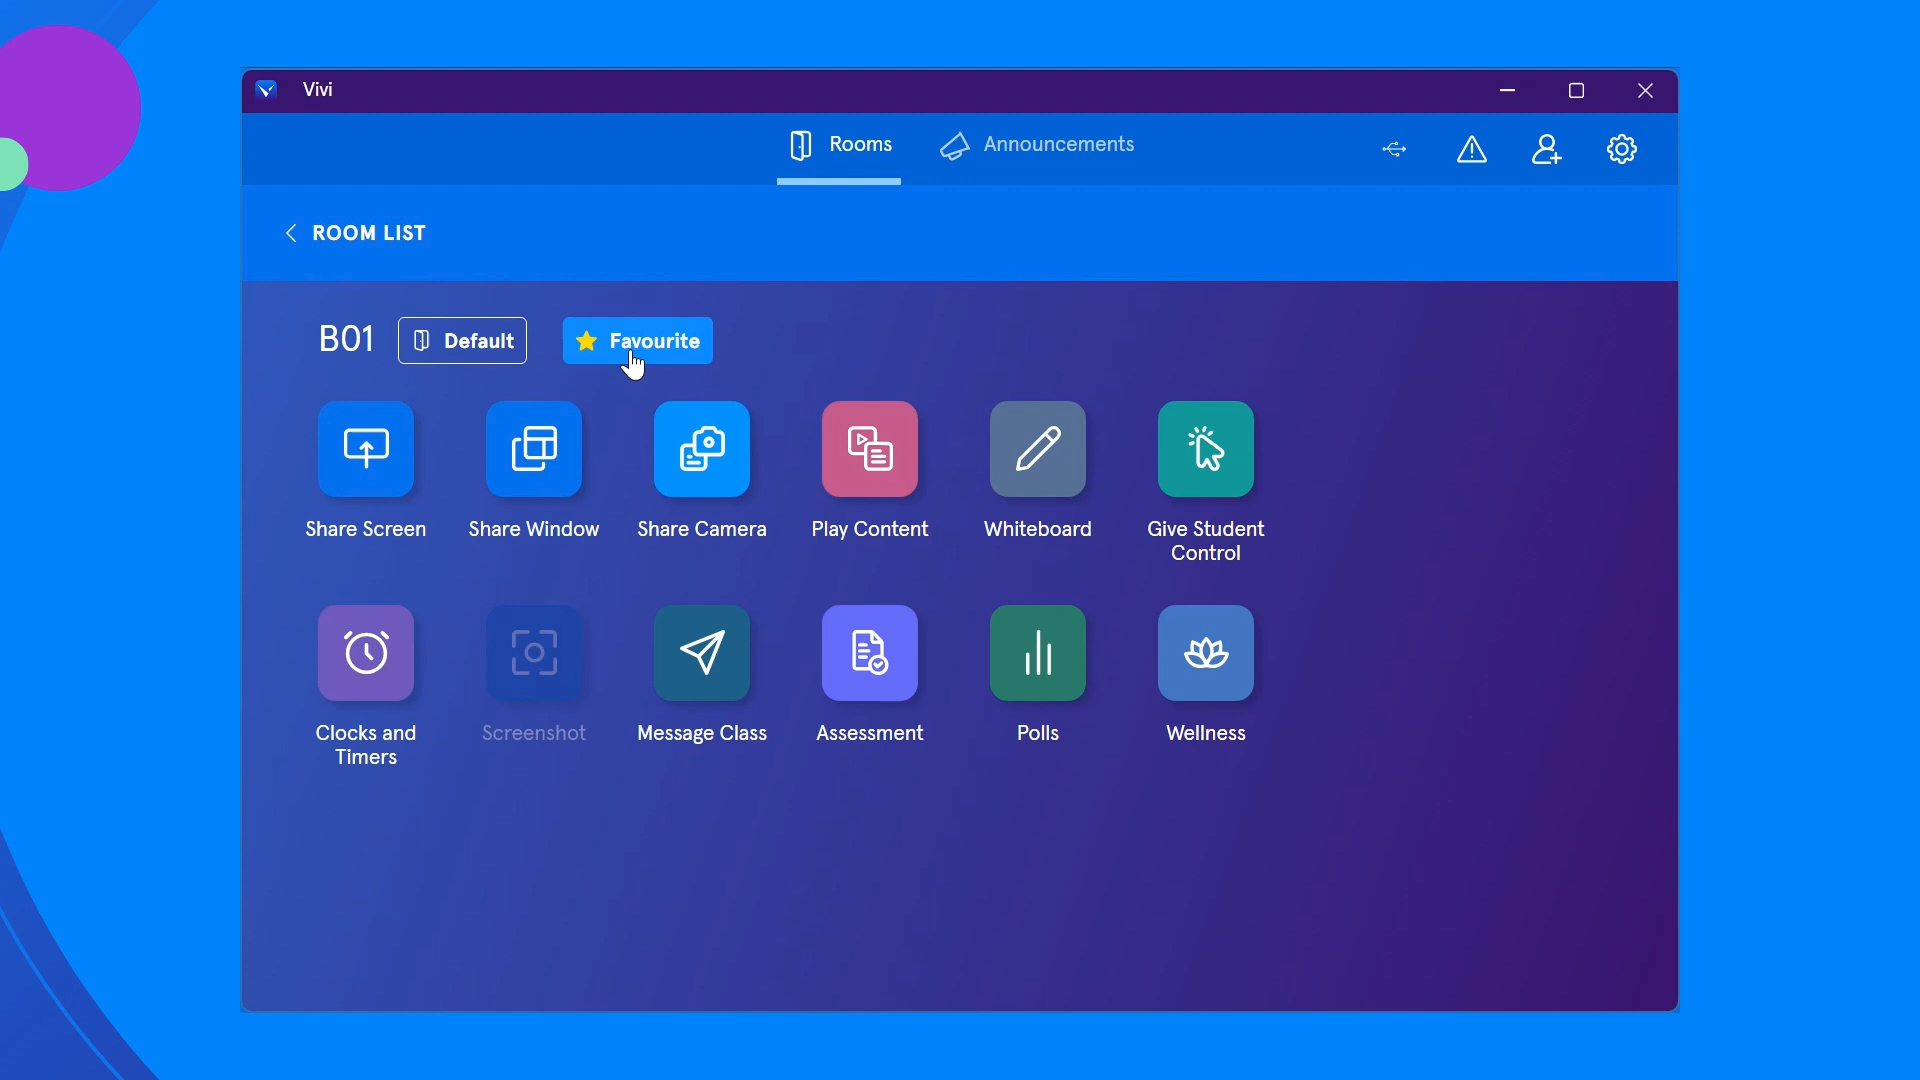 Vivi
Rooms
Announcements
ROOM LIST
B01
Default
Favourite
Share Screen
Share Window
Share Camera
Play Content
Whiteboard
Give Student
Control
Clocks and
Timers
Screenshot
Message Class
Assessment
Polls
Wellness